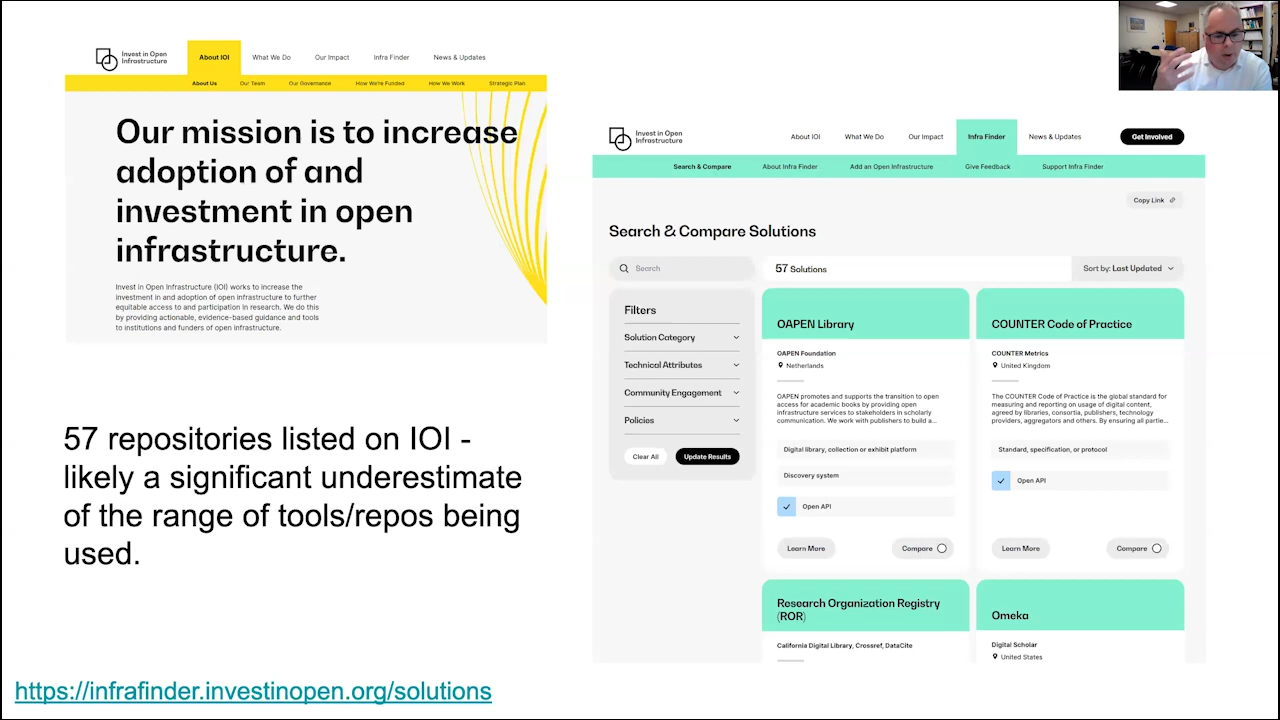 Invest in Open
Infrastructure
About IOI
What We Do
Our Impact
Infra Finder
News & Updates
About Us
Our Team
Our Governance
How We're Funded
How We Work
Strategic Plan
Our mission is to increase
adoption of and
investment in open
infrastructure.
Invest in Open Infrastructure (IOI) works to increase the
investment in and adoption of open infrastructure to further
equitable access to and participation in research. We do this
by providing actionable, evidence-based guidance and tools
to institutions and funders of open infrastructure.
57 repositories listed on IOI -
likely a significant underestimate
of the range of tools/repos being
used.
https://infrafinder.investinopen.org/solutions
Invest in Open
Infrastructure
About IOI
What We Do
Our Impact
Infra Finder
News & Updates
Get Involved
Search & Compare
About Infra Finder
Add an Open Infrastructure
Give Feedback
Support Infra Finder
Copy Link
Search & Compare Solutions
Search
57 Solutions
Sort by: Last Updated
Filters
Solution Category
Technical Attributes
Community Engagement
Policies
Clear All
Update Results
OAPEN Library
OAPEN Foundation
Netherlands
OAPEN promotes and supports the transition to open
access for academic books by providing open
infrastructure services to stakeholders in scholarly
communication. We work with publishers to build a...
Digital library, collection or exhibit platform
Discovery system
Open API
Learn More
Compare
COUNTER Code of Practice
COUNTER Metrics
United Kingdom
The COUNTER Code of Practice is the global standard for
measuring and reporting on usage of digital content,
agreed by libraries, consortia, publishers, technology
providers, aggregators and others. By ensuring all partie...
Standard, specification, or protocol
Open API
Learn More
Compare
Research Organization Registry
(ROR)
California Digital Library, Crossref, DataCite
Omeka
Digital Scholar
United States